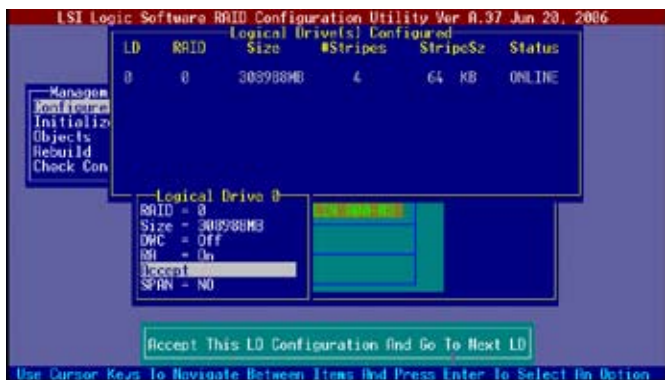 LSI Logic Software RAID Configuration Utility Ver A.37 Jun 20, 2006
Logical Drive(s) Configured
LD RAID Size #Stripes StripeSz Status
0 0 308988MB 4 64 KB ONLINE
Managem
Configure
Initializ
Objects
Rebuild
Check Con
Logical Drive 0
RAID = 0
Size = 308988MB
DWC = Off
RA = On
Accept
SPAN = NO
Accept This LD Configuration And Go To Next LD
Use Cursor Keys To Navigate Between Items And Press Enter To Select An Option